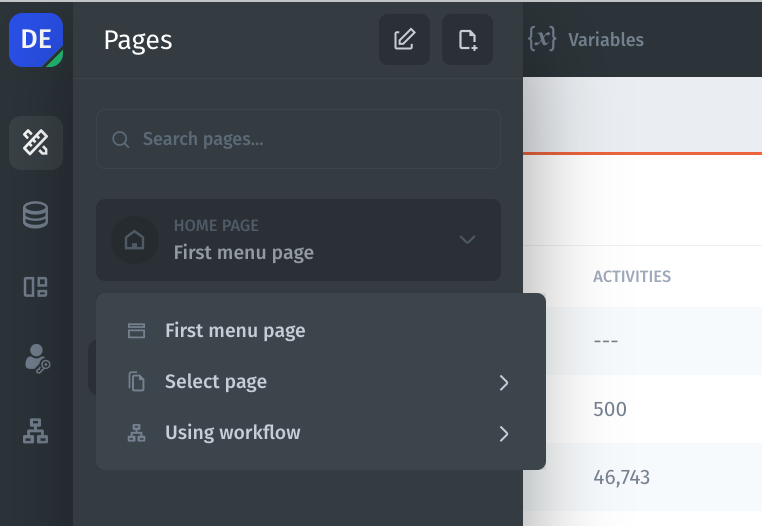 DE
Pages
{x} Variables
Search pages...
HOME PAGE
First menu page
ACTIVITIES
First menu page
---
Select page
500
Using workflow
46,743